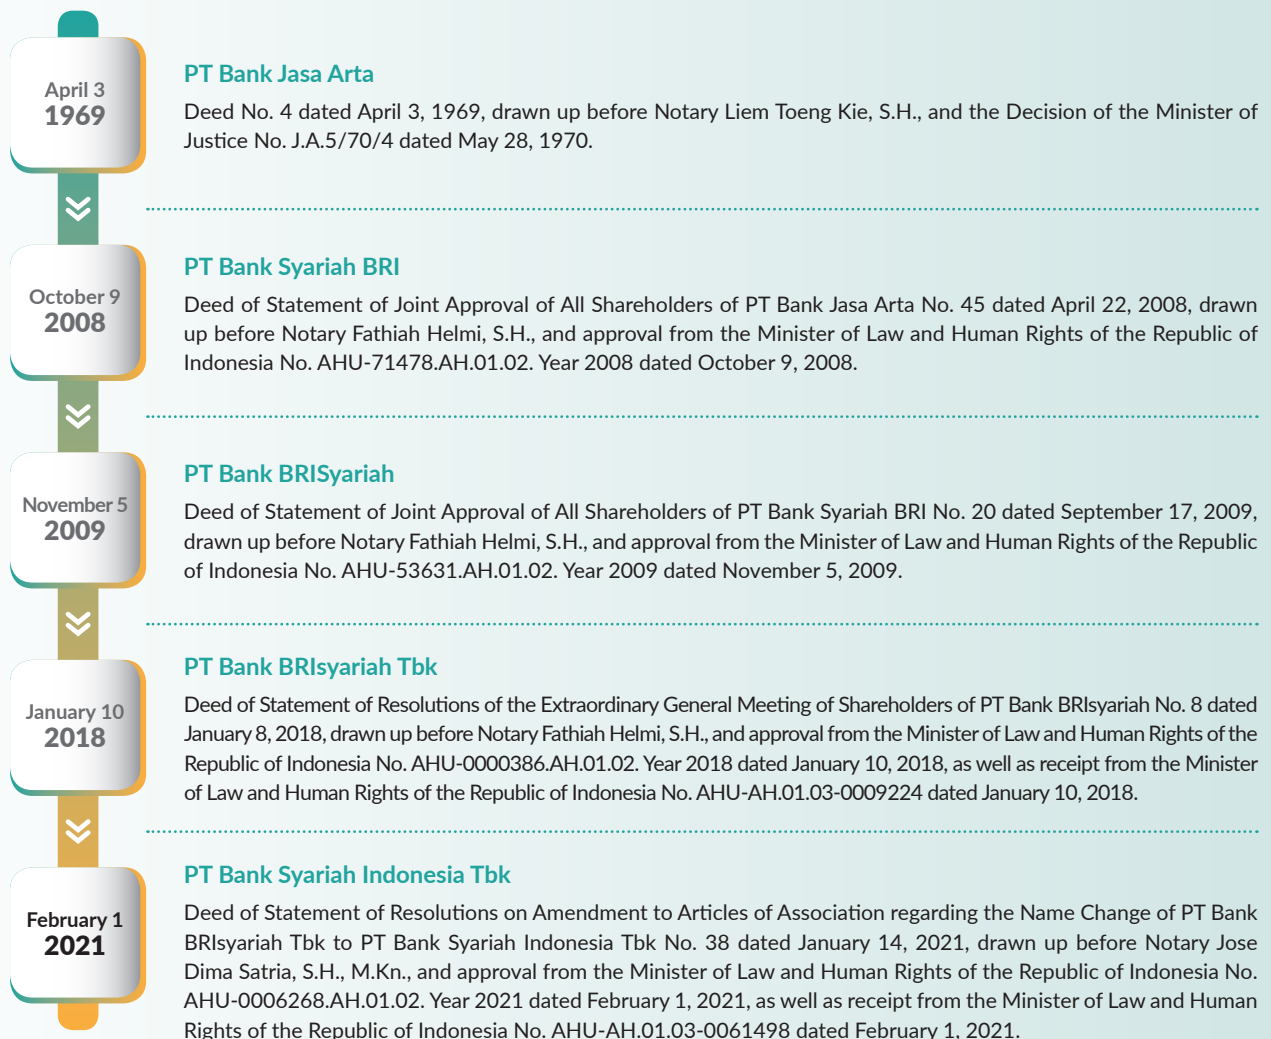 April 3
1969
PT Bank Jasa Arta
Deed No. 4 dated April 3, 1969, drawn up before Notary Liem Toeng Kie, S.H., and the Decision of the Minister of
Justice No. J.A.5/70/4 dated May 28, 1970.
October 9
2008
PT Bank Syariah BRI
Deed of Statement of Joint Approval of All Shareholders of PT Bank Jasa Arta No. 45 dated April 22, 2008, drawn
up before Notary Fathiah Helmi, S.H., and approval from the Minister of Law and Human Rights of the Republic of
Indonesia No. AHU-71478.AH.01.02. Year 2008 dated October 9, 2008.
November 5
2009
PT Bank BRISyariah
Deed of Statement of Joint Approval of All Shareholders of PT Bank Syariah BRI No. 20 dated September 17, 2009,
drawn up before Notary Fathiah Helmi, S.H., and approval from the Minister of Law and Human Rights of the Republic
of Indonesia No. AHU-53631.AH.01.02. Year 2009 dated November 5, 2009.
January 10
2018
PT Bank BRIsyariah Tbk
Deed of Statement of Resolutions of the Extraordinary General Meeting of Shareholders of PT Bank BRIsyariah No. 8 dated
January 8, 2018, drawn up before Notary Fathiah Helmi, S.H., and approval from the Minister of Law and Human Rights of the
Republic of Indonesia No. AHU-0000386.AH.01.02. Year 2018 dated January 10, 2018, as well as receipt from the Minister
of Law and Human Rights of the Republic of Indonesia No. AHU-AH.01.03-0009224 dated January 10, 2018.
February 1
2021
PT Bank Syariah Indonesia Tbk
Deed of Statement of Resolutions on Amendment to Articles of Association regarding the Name Change of PT Bank
BRIsyariah Tbk to PT Bank Syariah Indonesia Tbk No. 38 dated January 14, 2021, drawn up before Notary Jose
Dima Satria, S.H., M.Kn., and approval from the Minister of Law and Human Rights of the Republic of Indonesia No.
AHU-0006268.AH.01.02. Year 2021 dated February 1, 2021, as well as receipt from the Minister of Law and Human
Rights of the Republic of Indonesia No. AHU-AH.01.03-0061498 dated February 1, 2021.